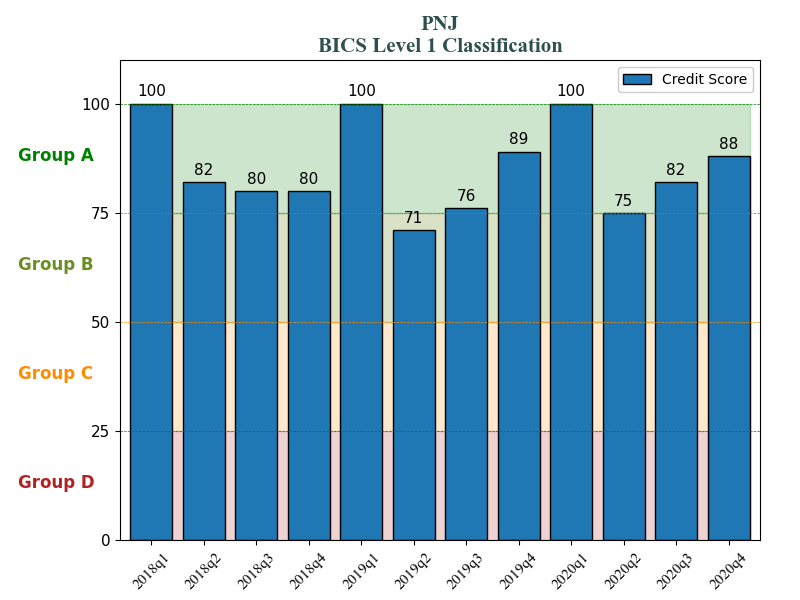 PNJ
BICS Level 1 Classification
Credit Score
100
75
50
25
0
Group A
Group B
Group C
Group D
100
82
80
80
100
71
76
89
100
75
82
88
2018q1
2018q2
2018q3
2018q4
2019q1
2019q2
2019q3
2019q4
2020q1
2020q2
2020q3
2020q4